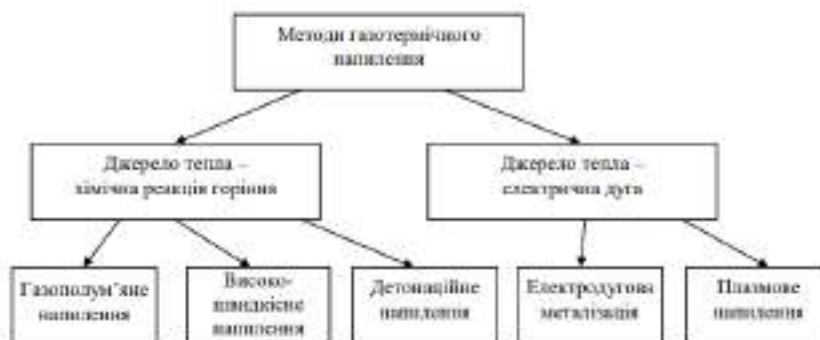 Методи газотермічного
напилення
Джерело тепла –
хімічна реакція горіння
Джерело тепла –
електрична дуга
Газополум’яне
напилення
Високо-
швидкісне
напилення
Детонаційне
напилення
Електродугова
металізація
Плазмове
напилення